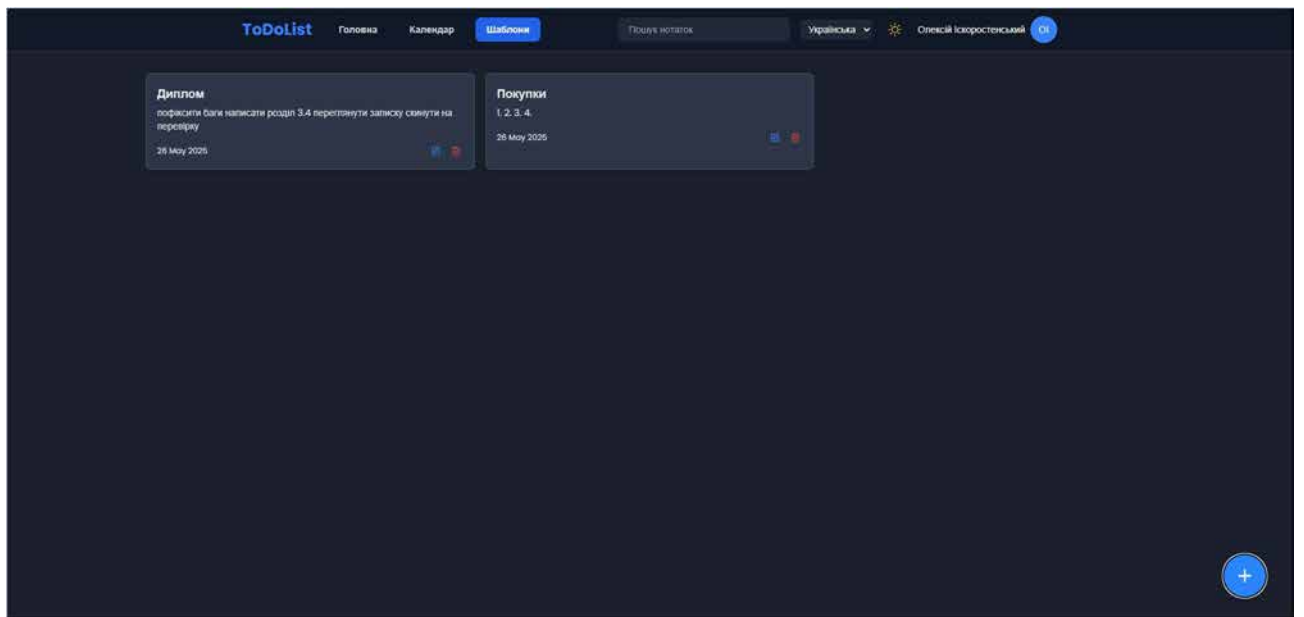 ToDoList Головна Календар Шаблони Пошук нотаток Українська Олексій Іскоростенський ОІ
Диплом
пофіксити баги написати розділ 3.4 переглянути записку скинути на
перевірку
26 May 2025
Покупки
1. 2. 3. 4.
26 May 2025